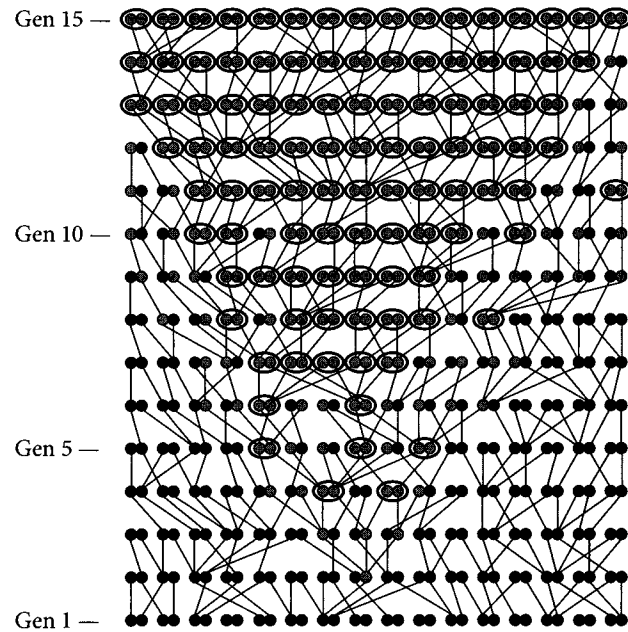 Gen 15 —
Gen 10 —
Gen 5 —
Gen 1 —